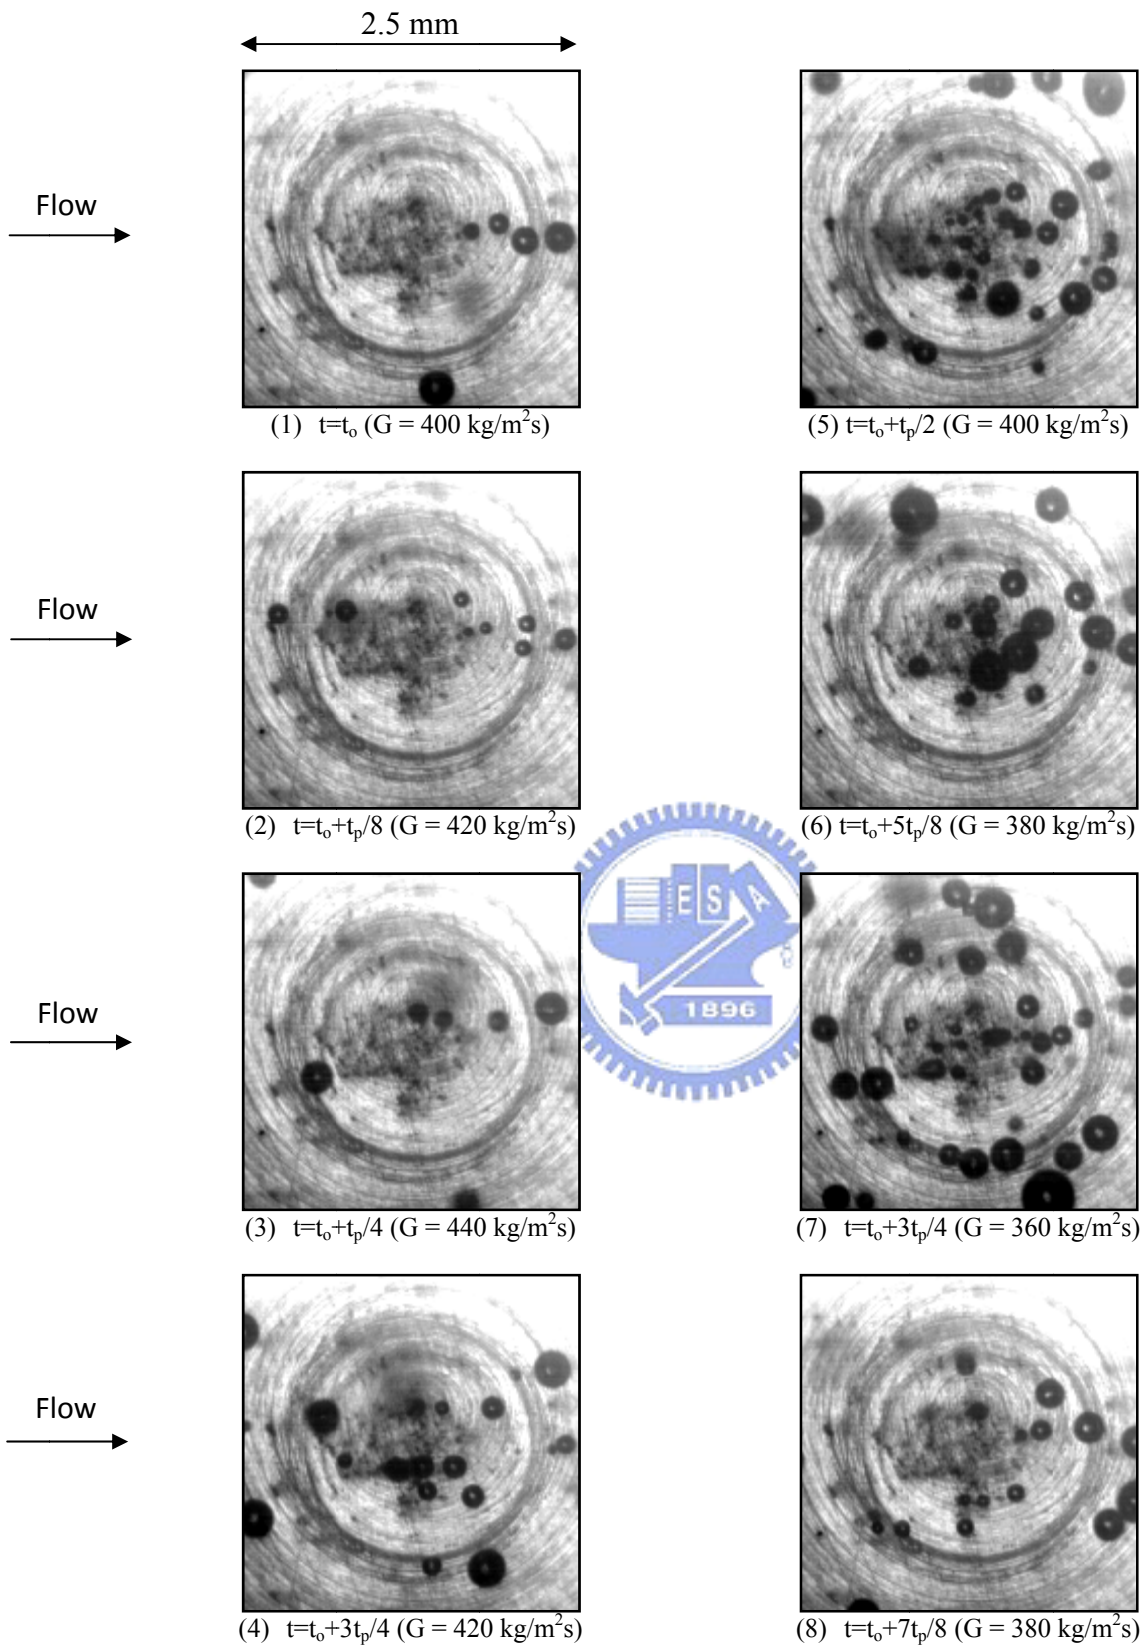 2.5 mm
Flow
(1) t=tₒ (G = 400 kg/m²s)
(5) t=tₒ+tₚ/2 (G = 400 kg/m²s)
Flow
(2) t=tₒ+tₚ/8 (G = 420 kg/m²s)
(6) t=tₒ+5tₚ/8 (G = 380 kg/m²s)
E S A
1896
Flow
(3) t=tₒ+tₚ/4 (G = 440 kg/m²s)
(7) t=tₒ+3tₚ/4 (G = 360 kg/m²s)
Flow
(4) t=tₒ+3tₚ/4 (G = 420 kg/m²s)
(8) t=tₒ+7tₚ/8 (G = 380 kg/m²s)